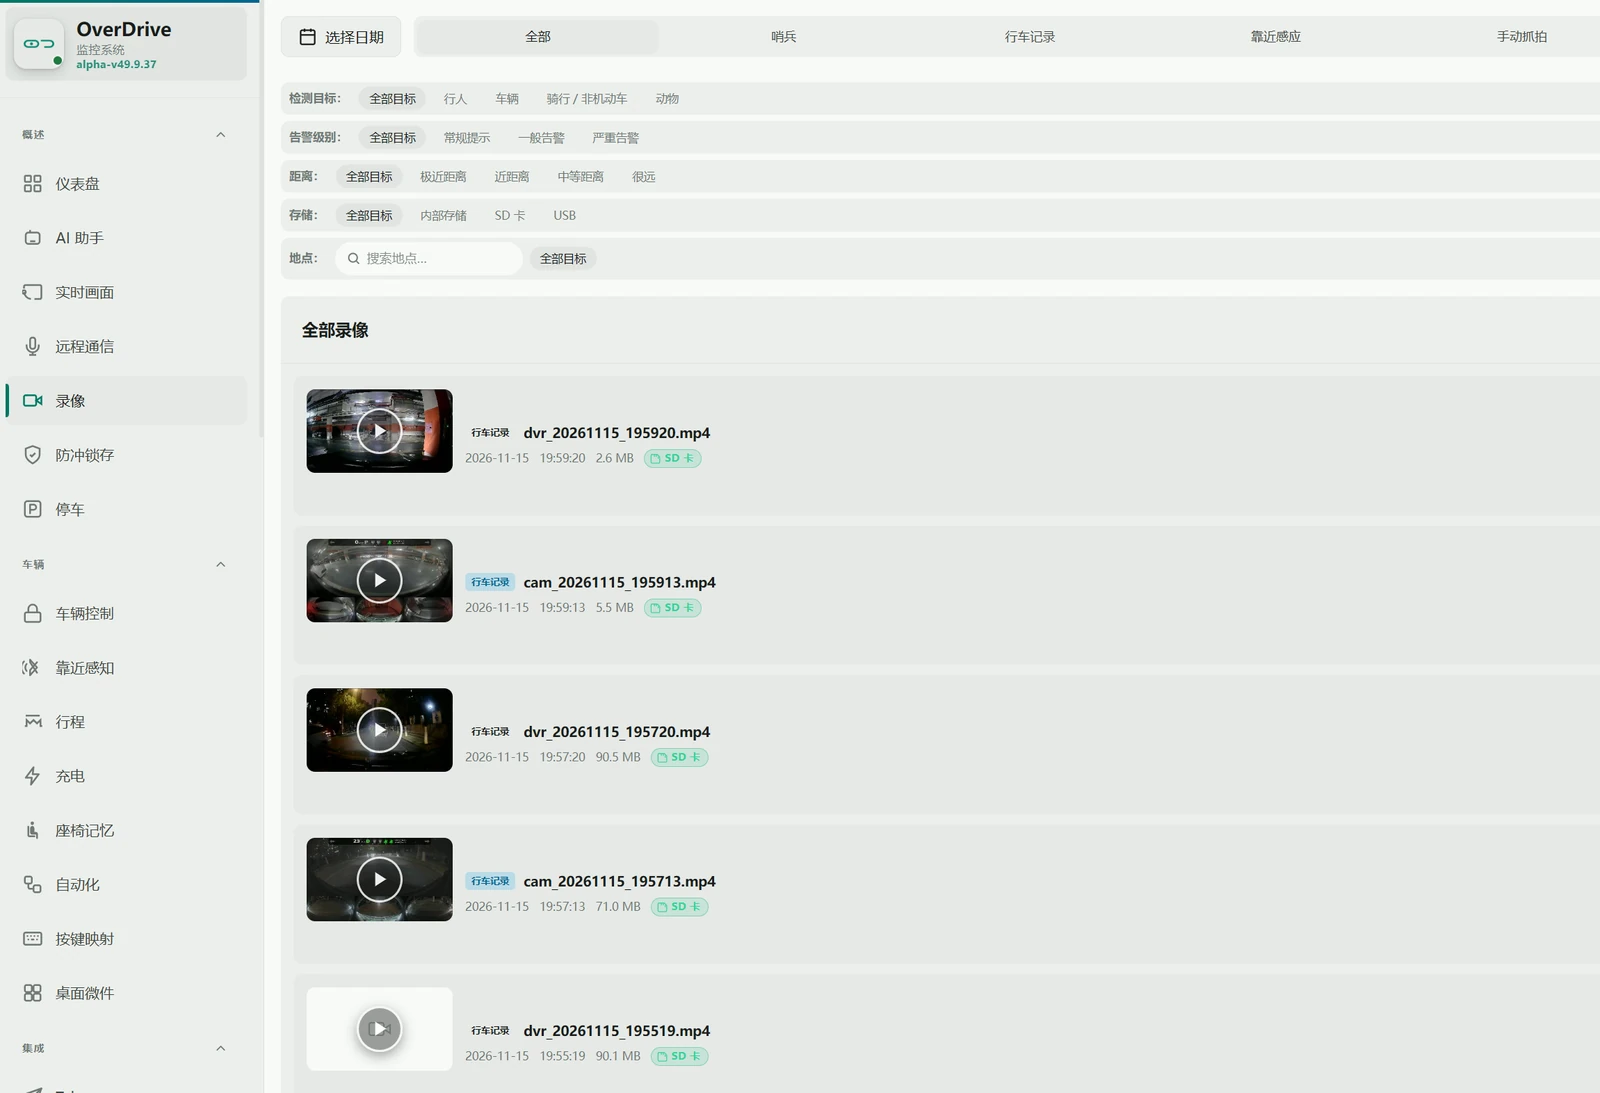 OverDrive
监控系统
alpha-v49.9.37
概述
仪表盘
AI 助手
实时画面
远程通信
录像
防冲锁存
停车
车辆
车辆控制
靠近感知
行程
充电
座椅记忆
自动化
按键映射
桌面微件
集成
选择日期
全部 哨兵 行车记录 靠近感应 手动抓拍
检测目标： 全部目标 行人 车辆 骑行 / 非机动车 动物
告警级别： 全部目标 常规提示 一般告警 严重告警
距离： 全部目标 极近距离 近距离 中等距离 很远
存储： 全部目标 内部存储 SD 卡 USB
地点： 搜索地点... 全部目标
全部录像
行车记录 dvr_20261115_195920.mp4
2026-11-15 19:59:20 2.6 MB SD 卡
行车记录 cam_20261115_195913.mp4
2026-11-15 19:59:13 5.5 MB SD 卡
行车记录 dvr_20261115_195720.mp4
2026-11-15 19:57:20 90.5 MB SD 卡
行车记录 cam_20261115_195713.mp4
2026-11-15 19:57:13 71.0 MB SD 卡
行车记录 dvr_20261115_195519.mp4
2026-11-15 19:55:19 90.1 MB SD 卡